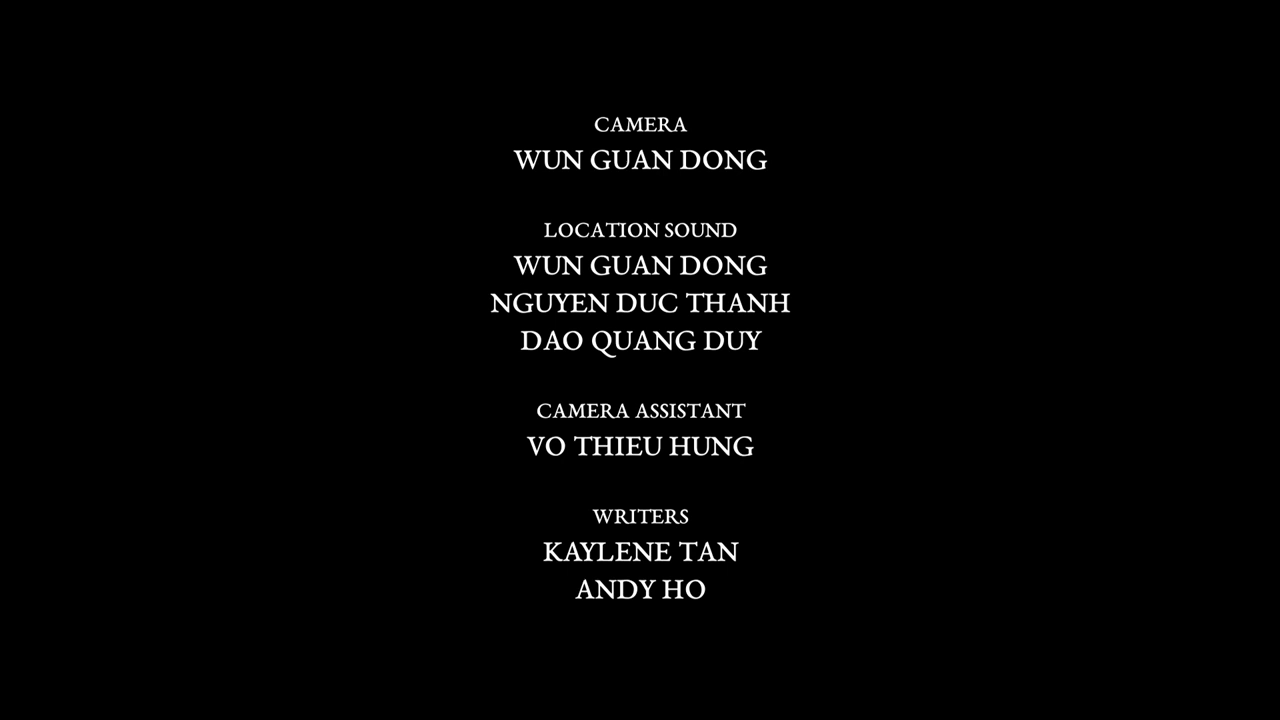 CAMERA
WUN GUAN DONG
LOCATION SOUND
WUN GUAN DONG
NGUYEN DUC THANH
DAO QUANG DUY
CAMERA ASSISTANT
VO THIEU HUNG
WRITERS
KAYLENE TAN
ANDY HO